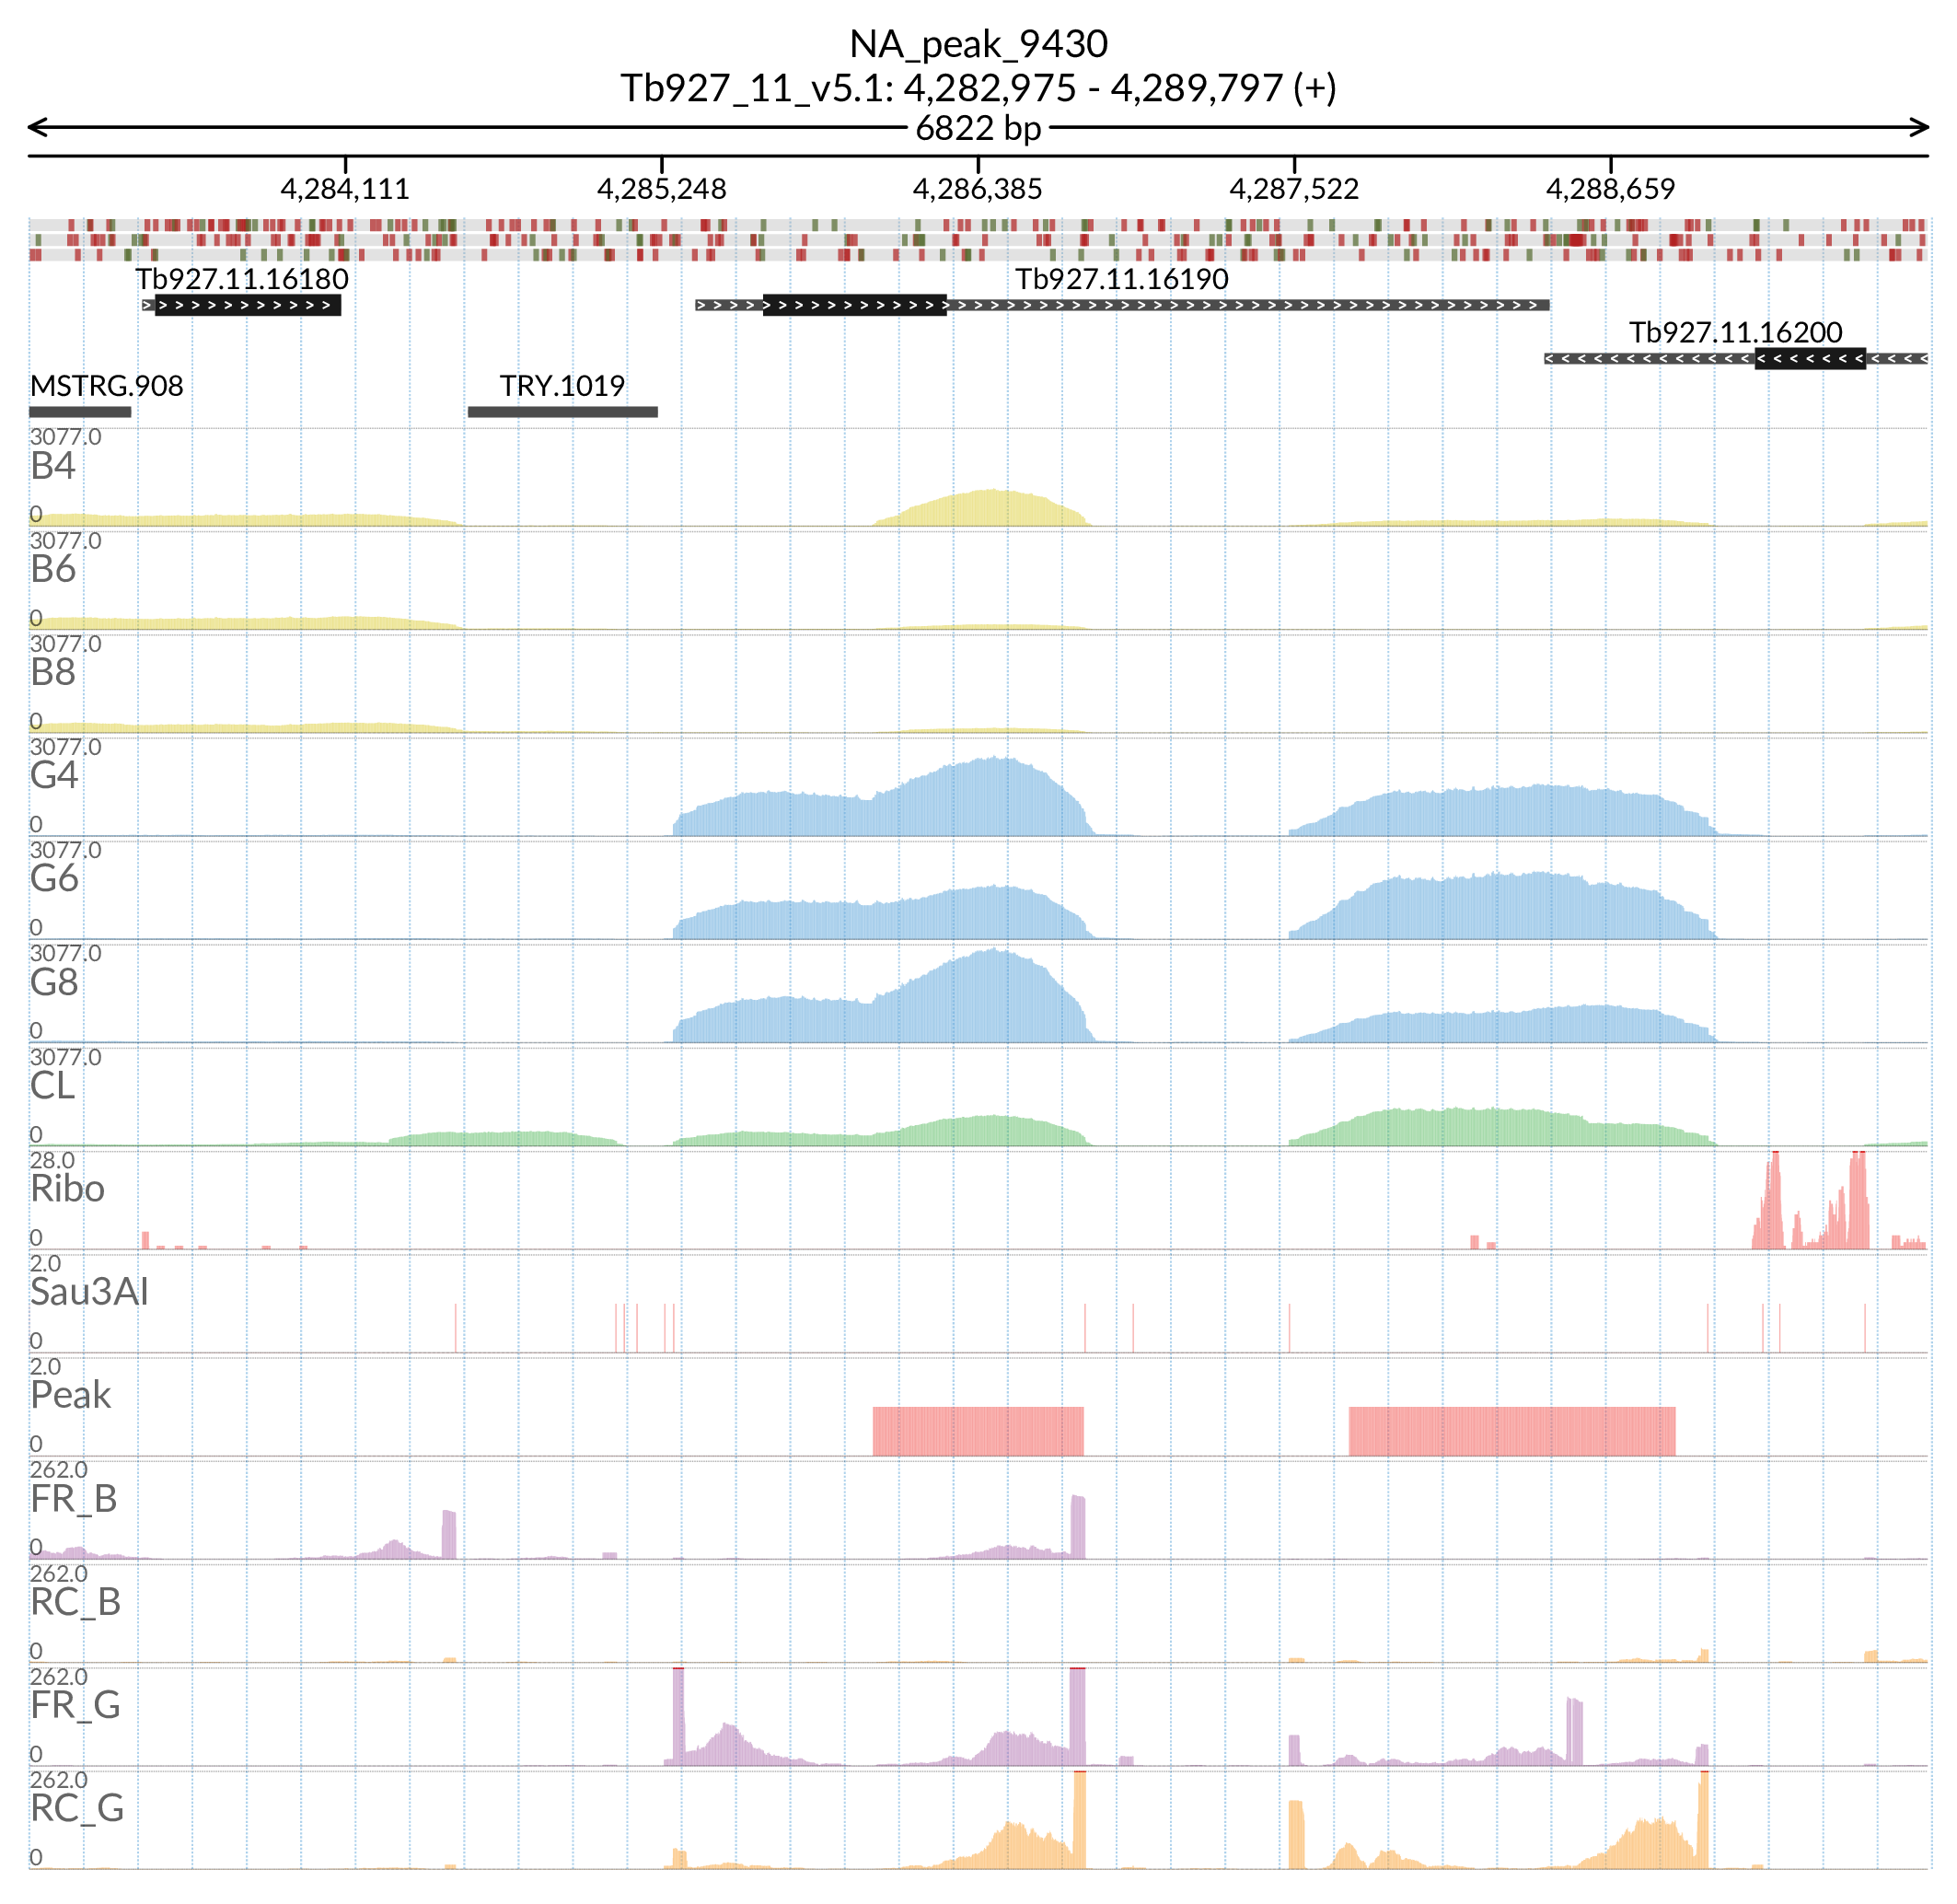 NA_peak_9430
Tb927_11_v5.1: 4,282,975 - 4,289,797 (+)
6822 bp
4,284,111 4,285,248 4,286,385 4,287,522 4,288,659
Tb927.11.16180 Tb927.11.16190
Tb927.11.16200
MSTRG.908 TRY.1019
3077.0
B4
0
3077.0
B6
0
3077.0
B8
0
3077.0
G4
0
3077.0
G6
0
3077.0
G8
0
3077.0
CL
0
28.0
Ribo
0
2.0
Sau3AI
0
2.0
Peak
0
262.0
FR_B
0
262.0
RC_B
0
262.0
FR_G
0
262.0
RC_G
0